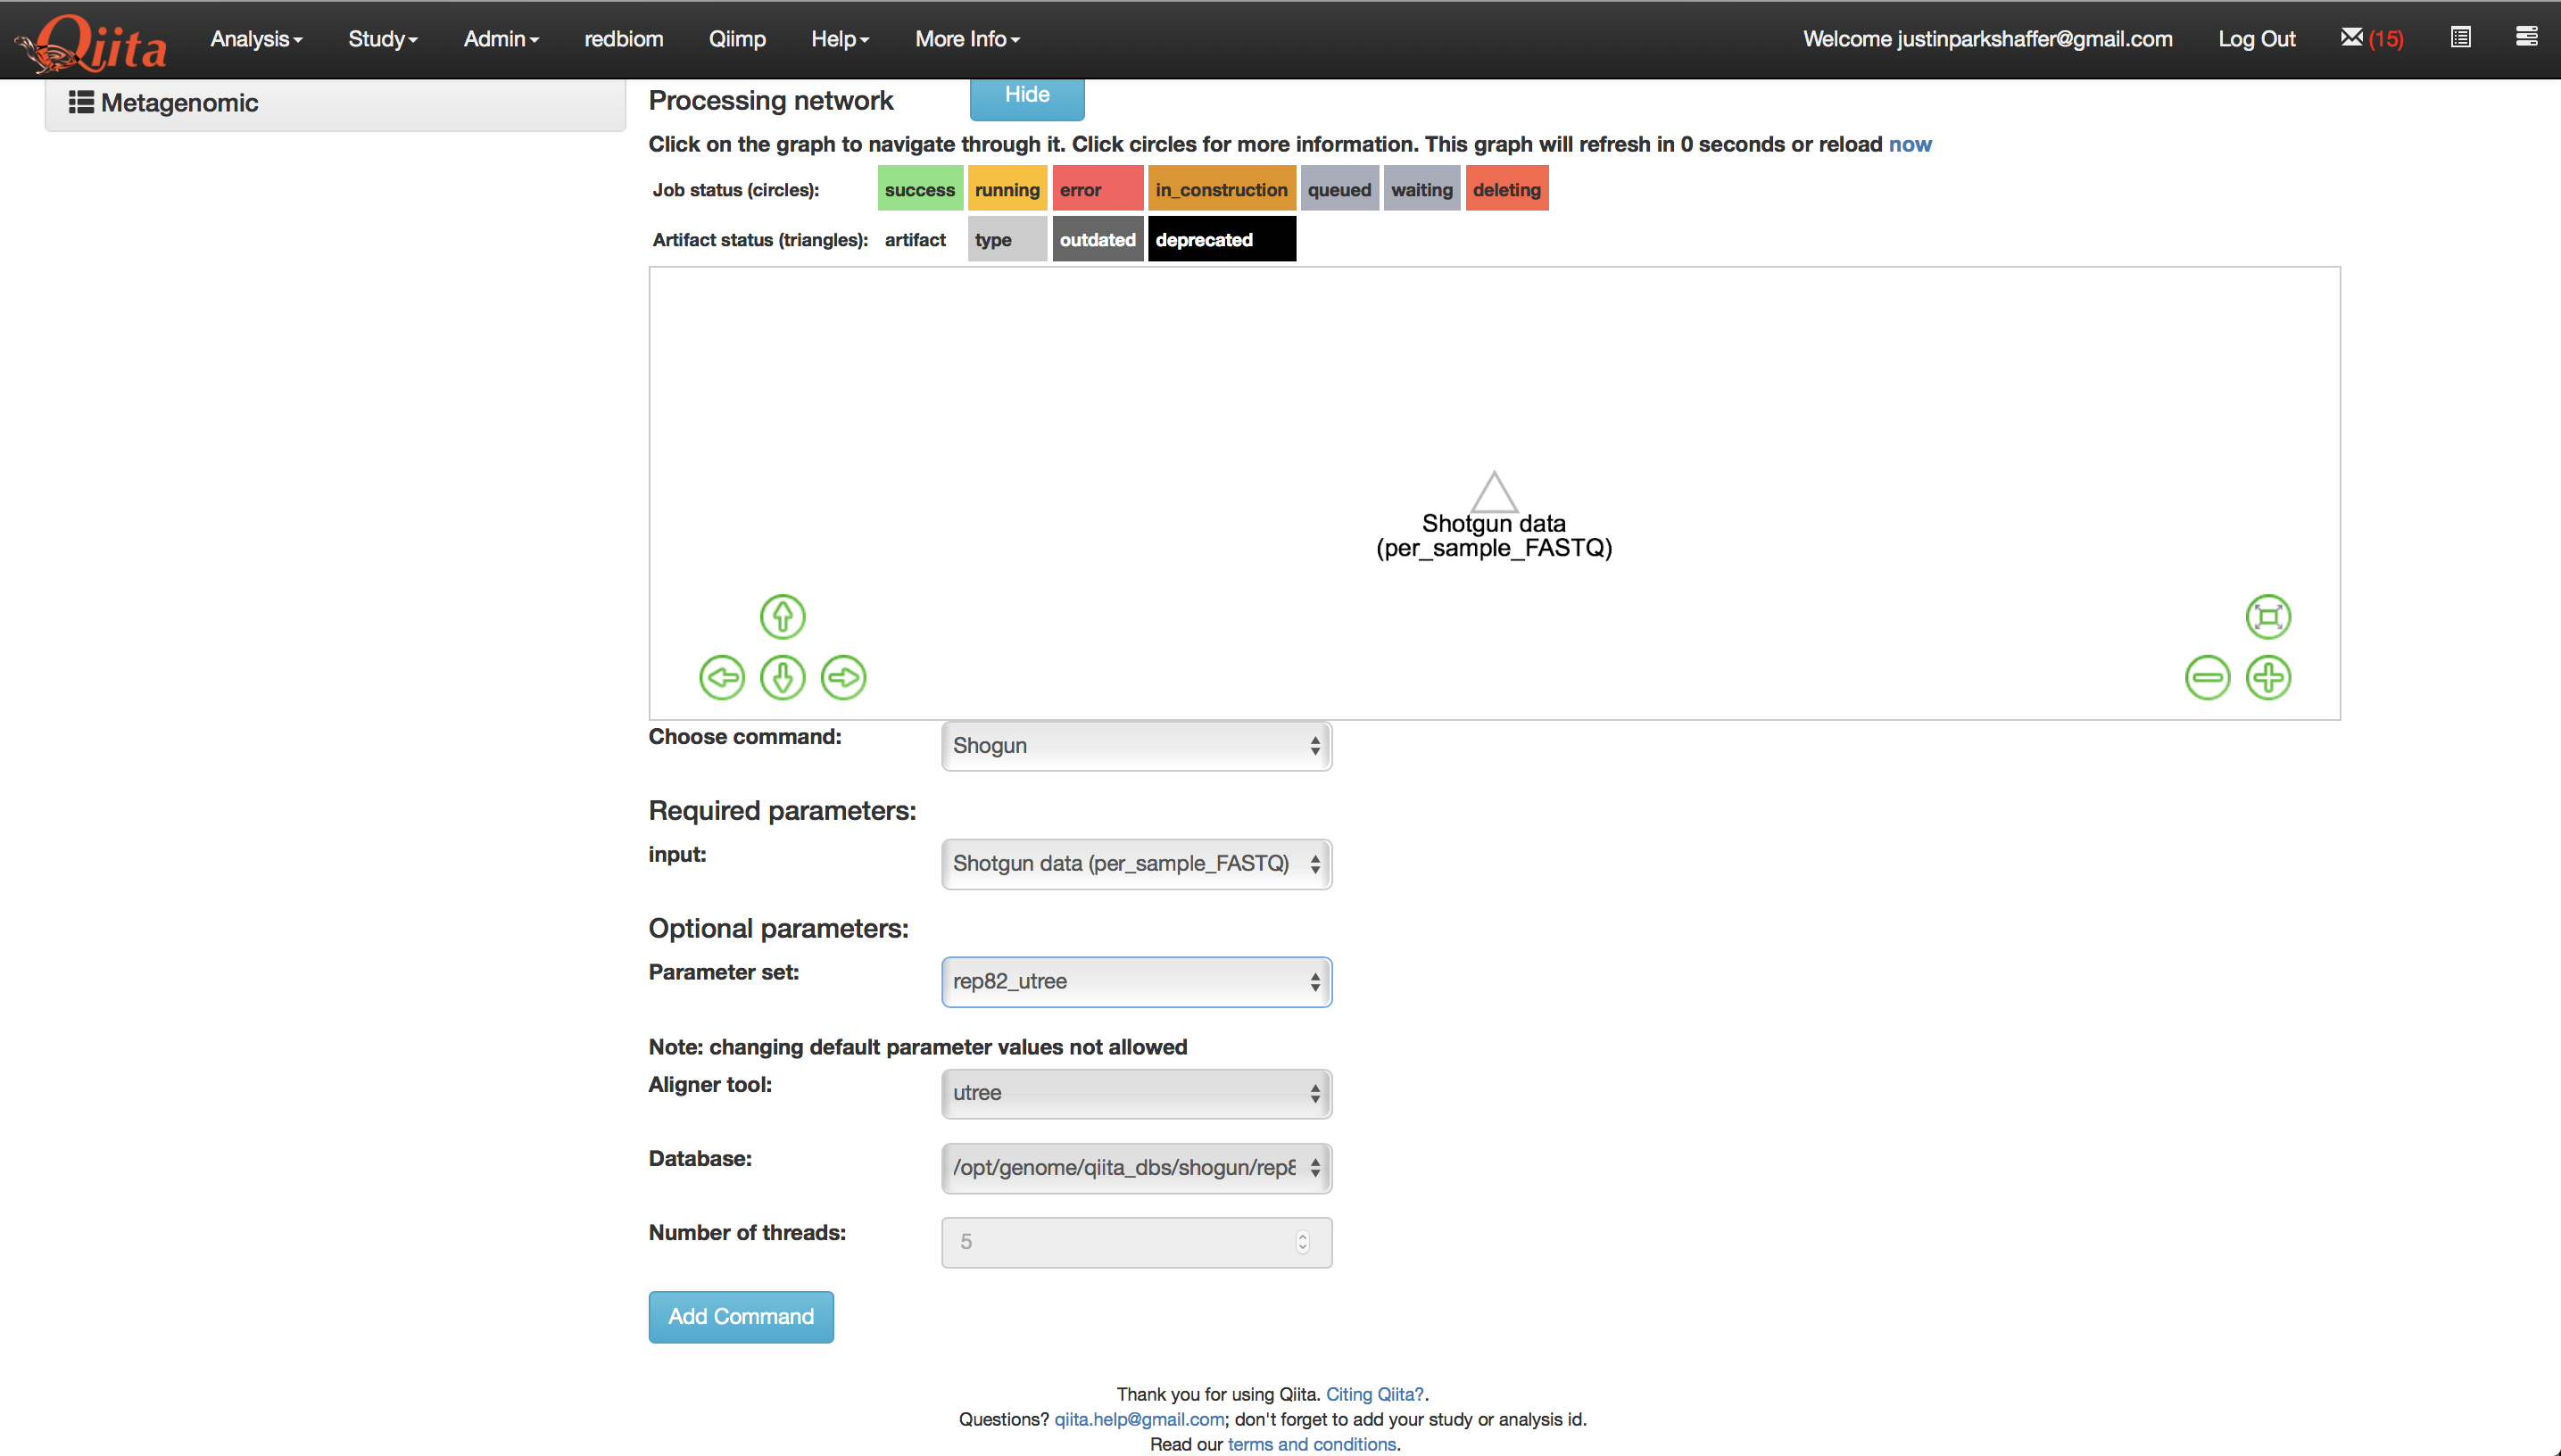 Qiita Analysis Study Admin redbiom Qiimp Help More Info Welcome justinparkshaffer@gmail.com Log Out (15)
Metagenomic
Processing network Hide
Click on the graph to navigate through it. Click circles for more information. This graph will refresh in 0 seconds or reload now
Job status (circles): success running error in_construction queued waiting deleting
Artifact status (triangles): artifact type outdated deprecated
Shotgun data
(per_sample_FASTQ)
Choose command: Shogun
Required parameters:
input: Shotgun data (per_sample_FASTQ)
Optional parameters:
Parameter set: rep82_utree
Note: changing default parameter values not allowed
Aligner tool: utree
Database: /opt/genome/qiita_dbs/shogun/rep8
Number of threads: 5
Add Command
Thank you for using Qiita. Citing Qiita?.
Questions? qiita.help@gmail.com; don't forget to add your study or analysis id.
Read our terms and conditions.